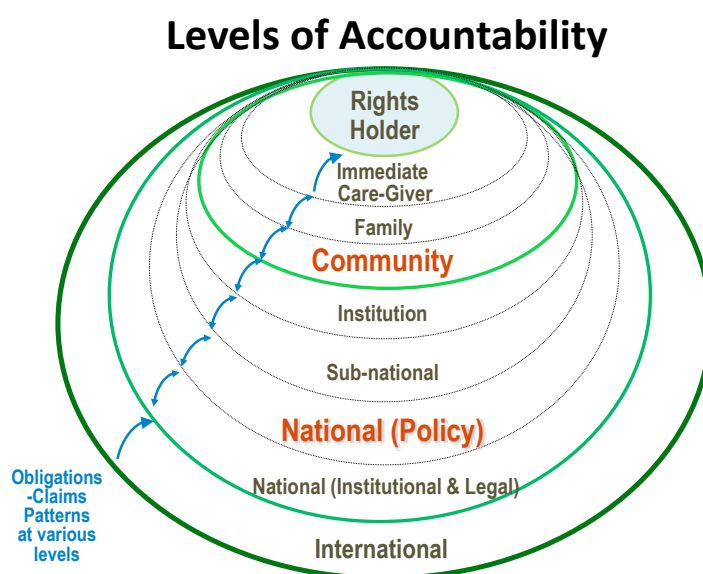 Levels of Accountability
Rights
Holder
Immediate
Care-Giver
Family
Community
Institution
Sub-national
National (Policy)
National (Institutional & Legal)
International
Obligations
-Claims
Patterns
at various
levels